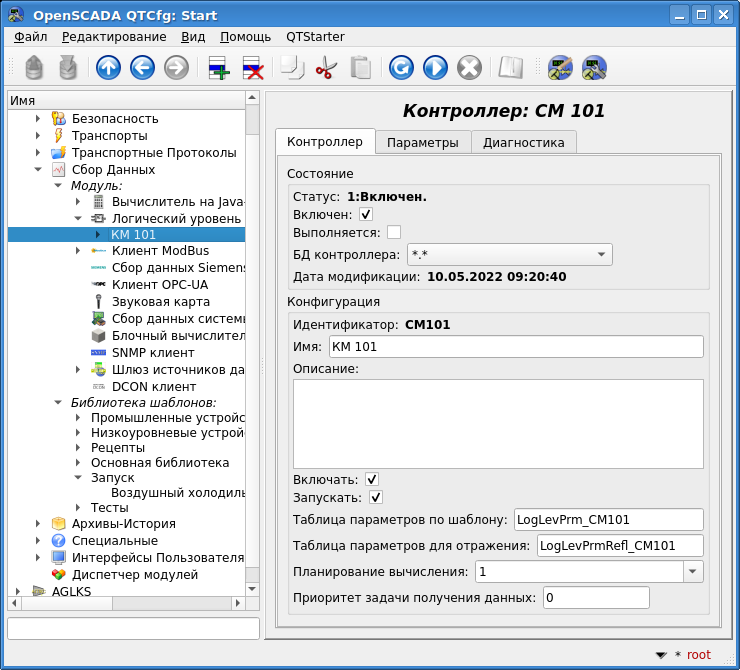 OpenSCADA QTCfg: Start
Файл Редактирование Вид Помощь QTStarter
Имя
Безопасность
Транспорты
Транспортные Протоколы
Сбор Данных
Модуль:
Вычислитель на Java-
Логический уровень
КМ 101
Клиент ModBus
Сбор данных Siemens
Клиент OPC-UA
Звуковая карта
Сбор данных системы
Блочный вычислител
SNMP клиент
Шлюз источников да
DCON клиент
Библиотека шаблонов:
Промышленные устройс
Низкоуровневые устрой
Рецепты
Основная библиотека
Запуск
Воздушный холодиль
Тесты
Архивы-История
Специальные
Интерфейсы Пользователя
Диспетчер модулей
AGLKS
Контроллер: CM 101
Контроллер Параметры Диагностика
Состояние
Статус: 1:Включен.
Включен:
Выполняется:
БД контроллера: *.*
Дата модификации: 10.05.2022 09:20:40
Конфигурация
Идентификатор: CM101
Имя: КМ 101
Описание:
Включать:
Запускать:
Таблица параметров по шаблону: LogLevPrm_CM101
Таблица параметров для отражения: LogLevPrmRefl_CM101
Планирование вычисления: 1
Приоритет задачи получения данных: 0
* root